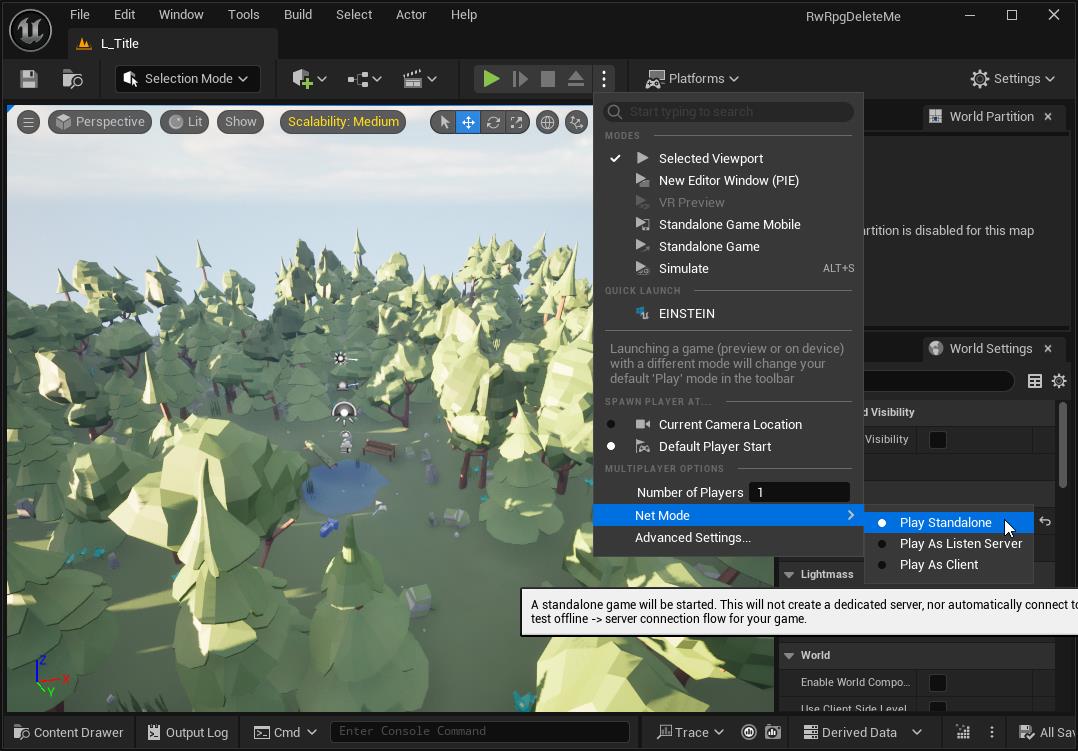 File Edit Window Tools Build Select Actor Help RwRpgDeleteMe
L_Title
Selection Mode Platforms Settings
Perspective Lit Show Scalability: Medium
Start typing to search
World Partition
MODES
Selected Viewport
New Editor Window (PIE)
VR Preview
Standalone Game Mobile
Standalone Game
Simulate ALT+S
rtition is disabled for this map
QUICK LAUNCH
EINSTEIN
Launching a game (preview or on device)
with a different mode will change your
default 'Play' mode in the toolbar
World Settings
SPAWN PLAYER AT...
Current Camera Location
Default Player Start
d Visibility
Visibility
MULTIPLAYER OPTIONS
Number of Players 1
Net Mode
Advanced Settings...
Play Standalone
Play As Listen Server
Play As Client
Lightmass
A standalone game will be started. This will not create a dedicated server, nor automatically connect to
test offline -> server connection flow for your game.
World
Enable World Compo...
Use Client Side Level
X
Y
Z
Content Drawer Output Log Cmd Enter Console Command Trace Derived Data All Sav